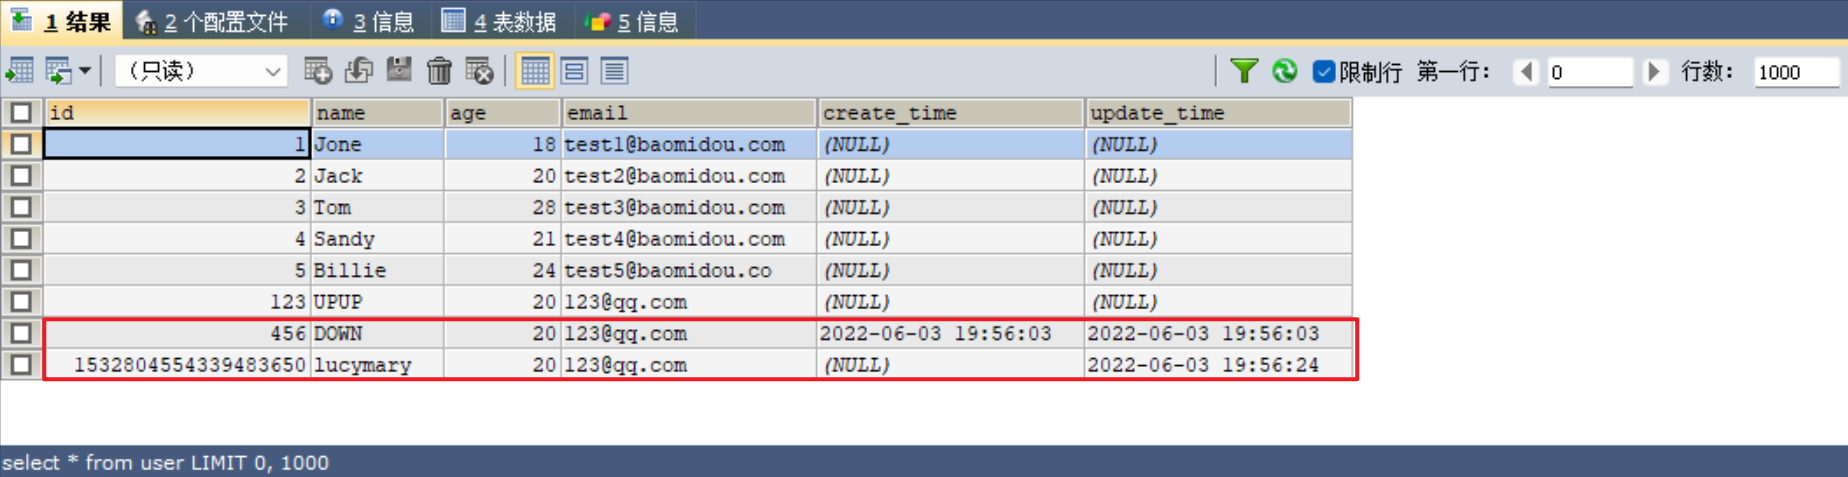 1 结果 2 个配置文件 3 信息 4 表数据 5 信息
（只读） 限制行 第一行： 0 行数： 1000
id name age email create_time update_time
1 Jone 18 test1@baomidou.com (NULL) (NULL)
2 Jack 20 test2@baomidou.com (NULL) (NULL)
3 Tom 28 test3@baomidou.com (NULL) (NULL)
4 Sandy 21 test4@baomidou.com (NULL) (NULL)
5 Billie 24 test5@baomidou.co (NULL) (NULL)
123 UPUP 20 123@qq.com (NULL) (NULL)
456 DOWN 20 123@qq.com 2022-06-03 19:56:03 2022-06-03 19:56:03
1532804554339483650 lucymary 20 123@qq.com (NULL) 2022-06-03 19:56:24
select * from user LIMIT 0, 1000